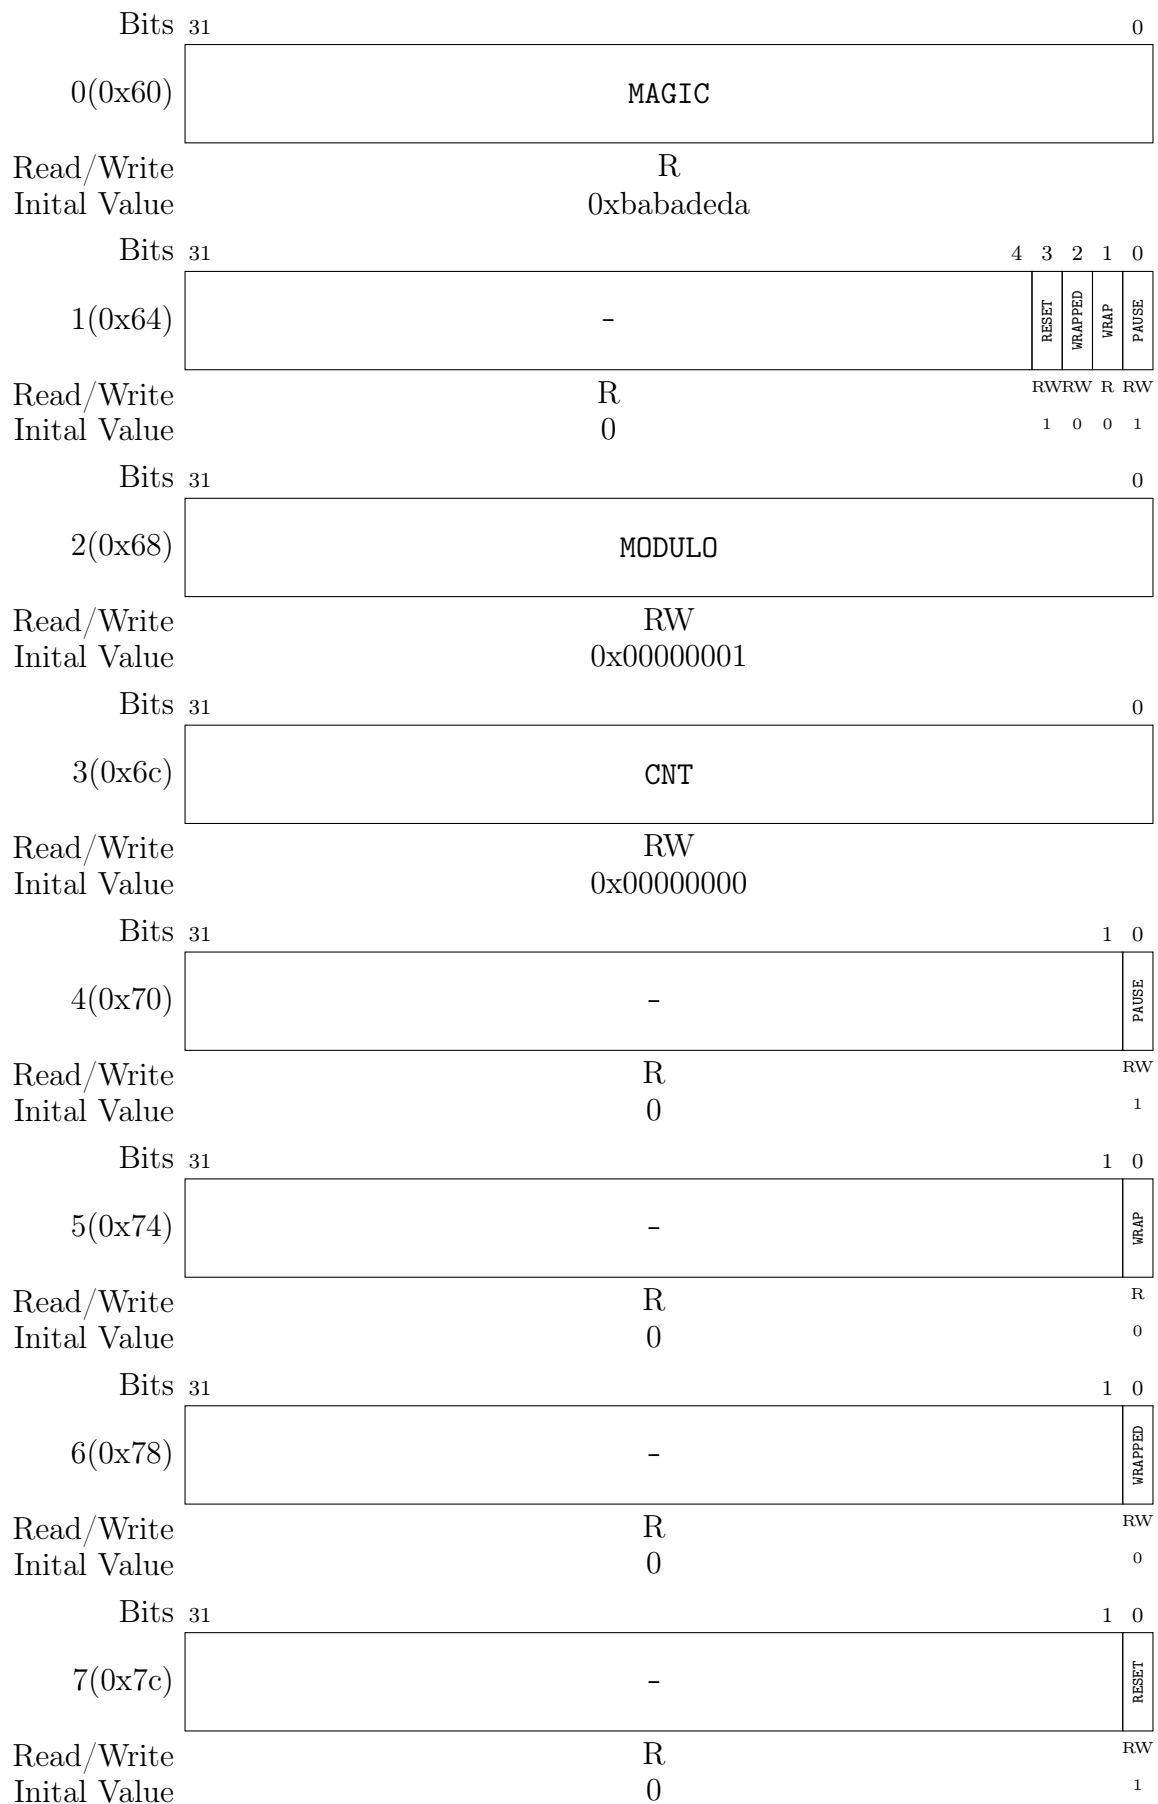 Bits 31 0
0(0x60) MAGIC
Read/Write R
Inital Value 0xbabadeda
Bits 31 4 3 2 1 0
1(0x64) - RESET WRAPPED WRAP PAUSE
Read/Write R RW RW R RW
Inital Value 0 1 0 0 1
Bits 31 0
2(0x68) MODULO
Read/Write RW
Inital Value 0x00000001
Bits 31 0
3(0x6c) CNT
Read/Write RW
Inital Value 0x00000000
Bits 31 1 0
4(0x70) - PAUSE
Read/Write R RW
Inital Value 0 1
Bits 31 1 0
5(0x74) - WRAP
Read/Write R R
Inital Value 0 0
Bits 31 1 0
6(0x78) - WRAPPED
Read/Write R RW
Inital Value 0 0
Bits 31 1 0
7(0x7c) - RESET
Read/Write R RW
Inital Value 0 1